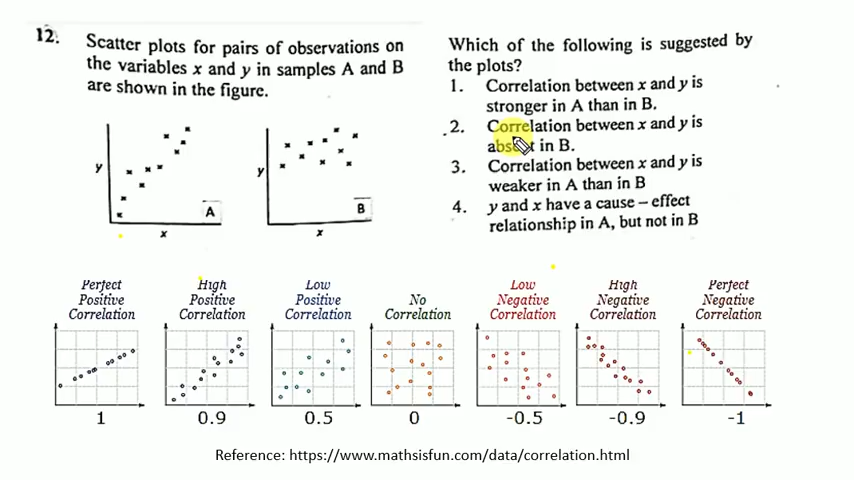 12. Scatter plots for pairs of observations on
the variables x and y in samples A and B
are shown in the figure.
y
A
x
y
B
x
Which of the following is suggested by
the plots?
1. Correlation between x and y is
stronger in A than in B.
2. Correlation between x and y is
absent in B.
3. Correlation between x and y is
weaker in A than in B
4. y and x have a cause – effect
relationship in A, but not in B
Perfect
Positive
Correlation
1
High
Positive
Correlation
0.9
Low
Positive
Correlation
0.5
No
Correlation
0
Low
Negative
Correlation
-0.5
High
Negative
Correlation
-0.9
Perfect
Negative
Correlation
-1
Reference: https://www.mathsisfun.com/data/correlation.html